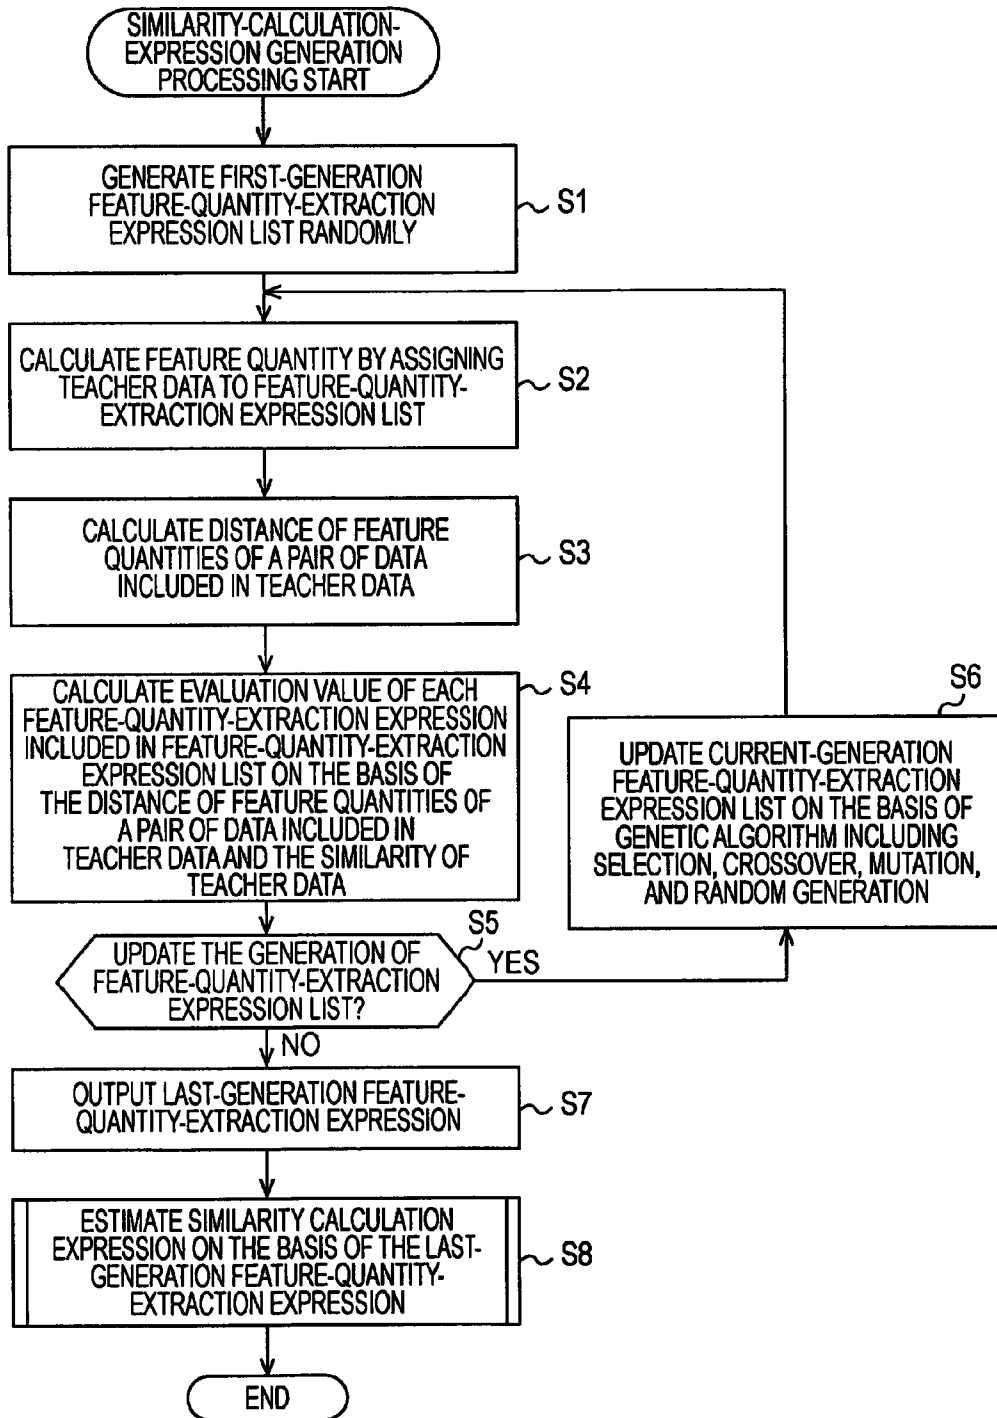 SIMILARITY-CALCULATION-
EXPRESSION GENERATION
PROCESSING START
GENERATE FIRST-GENERATION
FEATURE-QUANTITY-EXTRACTION
EXPRESSION LIST RANDOMLY
S1
CALCULATE FEATURE QUANTITY BY ASSIGNING
TEACHER DATA TO FEATURE-QUANTITY-
EXTRACTION EXPRESSION LIST
S2
CALCULATE DISTANCE OF FEATURE
QUANTITIES OF A PAIR OF DATA
INCLUDED IN TEACHER DATA
S3
CALCULATE EVALUATION VALUE OF EACH
FEATURE-QUANTITY-EXTRACTION EXPRESSION
INCLUDED IN FEATURE-QUANTITY-EXTRACTION
EXPRESSION LIST ON THE BASIS OF
THE DISTANCE OF FEATURE QUANTITIES OF
A PAIR OF DATA INCLUDED IN
TEACHER DATA AND THE SIMILARITY OF
TEACHER DATA
S4
UPDATE THE GENERATION OF
FEATURE-QUANTITY-EXTRACTION
EXPRESSION LIST?
S5
YES
S6
UPDATE CURRENT-GENERATION
FEATURE-QUANTITY-EXTRACTION
EXPRESSION LIST ON THE BASIS OF
GENETIC ALGORITHM INCLUDING
SELECTION, CROSSOVER, MUTATION,
AND RANDOM GENERATION
NO
OUTPUT LAST-GENERATION FEATURE-
QUANTITY-EXTRACTION EXPRESSION
S7
ESTIMATE SIMILARITY CALCULATION
EXPRESSION ON THE BASIS OF THE LAST-
GENERATION FEATURE-QUANTITY-
EXTRACTION EXPRESSION
S8
END